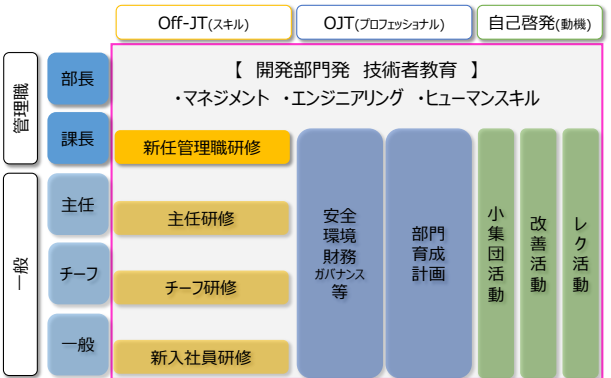 Off-JT(スキル)
OJT(プロフェッショナル)
自己啓発(動機)
管理職
部長
【 開発部門発 技術者教育 】
・マネジメント ・エンジニアリング ・ヒューマンスキル
課長
新任管理職研修
一般
主任
主任研修
チーフ
チーフ研修
一般
新入社員研修
安全
環境
財務
ガバナンス
等
部門
育成
計画
小集団活動
改善活動
レク活動